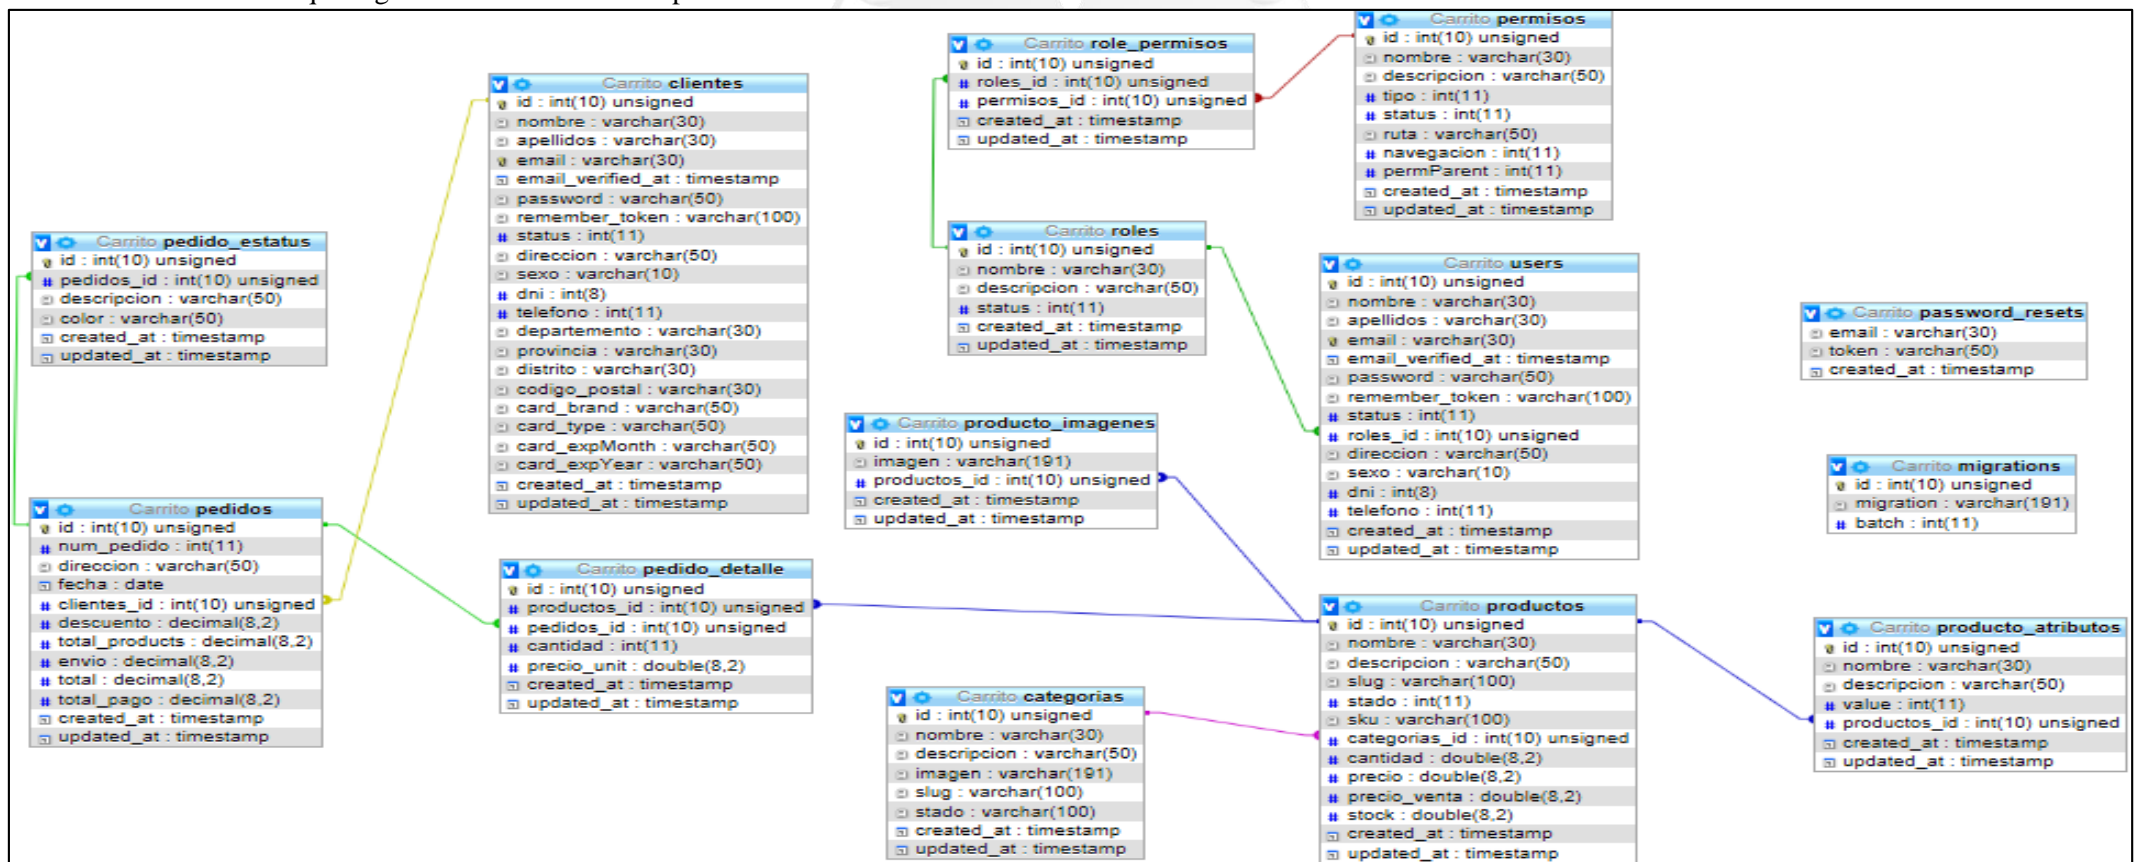 Carrito pedido_estatus
id : int(10) unsigned
pedidos_id : int(10) unsigned
descripcion : varchar(50)
color : varchar(50)
created_at : timestamp
updated_at : timestamp
Carrito pedidos
id : int(10) unsigned
num_pedido : int(11)
direccion : varchar(50)
fecha : date
clientes_id : int(10) unsigned
descuento : decimal(8,2)
total_products : decimal(8,2)
envio : decimal(8,2)
total : decimal(8,2)
total_pago : decimal(8,2)
created_at : timestamp
updated_at : timestamp
Carrito clientes
id : int(10) unsigned
nombre : varchar(30)
apellidos : varchar(30)
email : varchar(30)
email_verified_at : timestamp
password : varchar(50)
remember_token : varchar(100)
status : int(11)
direccion : varchar(50)
sexo : varchar(10)
dni : int(8)
telefono : int(11)
departemento : varchar(30)
provincia : varchar(30)
distrito : varchar(30)
codigo_postal : varchar(30)
card_brand : varchar(50)
card_type : varchar(50)
card_expMonth : varchar(50)
card_expYear : varchar(50)
created_at : timestamp
updated_at : timestamp
Carrito pedido_detalle
id : int(10) unsigned
productos_id : int(10) unsigned
pedidos_id : int(10) unsigned
cantidad : int(11)
precio_unit : double(8,2)
created_at : timestamp
updated_at : timestamp
Carrito role_permisos
id : int(10) unsigned
roles_id : int(10) unsigned
permisos_id : int(10) unsigned
created_at : timestamp
updated_at : timestamp
Carrito roles
id : int(10) unsigned
nombre : varchar(30)
descripcion : varchar(50)
status : int(11)
created_at : timestamp
updated_at : timestamp
Carrito producto_imagenes
id : int(10) unsigned
imagen : varchar(191)
productos_id : int(10) unsigned
created_at : timestamp
updated_at : timestamp
Carrito categorias
id : int(10) unsigned
nombre : varchar(30)
descripcion : varchar(50)
imagen : varchar(191)
slug : varchar(100)
stado : varchar(100)
created_at : timestamp
updated_at : timestamp
Carrito permisos
id : int(10) unsigned
nombre : varchar(30)
descripcion : varchar(50)
tipo : int(11)
status : int(11)
ruta : varchar(50)
navegacion : int(11)
permParent : int(11)
created_at : timestamp
updated_at : timestamp
Carrito users
id : int(10) unsigned
nombre : varchar(30)
apellidos : varchar(30)
email : varchar(30)
email_verified_at : timestamp
password : varchar(50)
remember_token : varchar(100)
status : int(11)
roles_id : int(10) unsigned
direccion : varchar(50)
sexo : varchar(10)
dni : int(8)
telefono : int(11)
created_at : timestamp
updated_at : timestamp
Carrito productos
id : int(10) unsigned
nombre : varchar(30)
descripcion : varchar(50)
slug : varchar(100)
stado : int(11)
sku : varchar(100)
categorias_id : int(10) unsigned
cantidad : double(8,2)
precio : double(8,2)
precio_venta : double(8,2)
stock : double(8,2)
created_at : timestamp
updated_at : timestamp
Carrito password_resets
email : varchar(30)
token : varchar(50)
created_at : timestamp
Carrito migrations
id : int(10) unsigned
migration : varchar(191)
batch : int(11)
Carrito producto_atributos
id : int(10) unsigned
nombre : varchar(30)
descripcion : varchar(50)
value : int(11)
productos_id : int(10) unsigned
created_at : timestamp
updated_at : timestamp